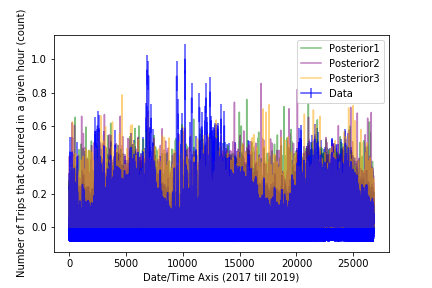 Number of Trips that occurred in a given hour (count)
1.0
0.8
0.6
0.4
0.2
0.0
Posterior1
Posterior2
Posterior3
Data
0 5000 10000 15000 20000 25000
Date/Time Axis (2017 till 2019)